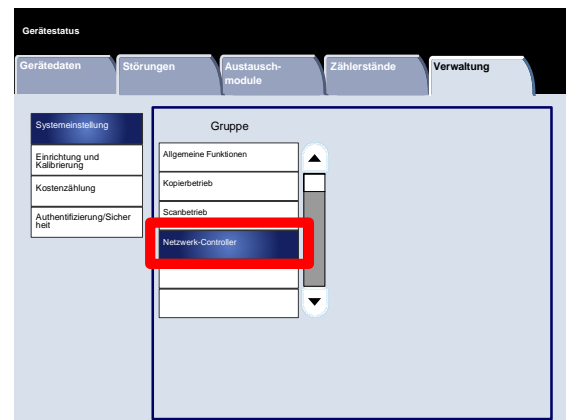 Gerätestatus
Gerätedaten
Störungen
Austausch-
module
Zählerstände
Verwaltung
Systemeinstellung
Einrichtung und
Kalibrierung
Kostenzählung
Authentifizierung/Sicher
heit
Gruppe
Allgemeine Funktionen
Kopierbetrieb
Scanbetrieb
Netzwerk-Controller